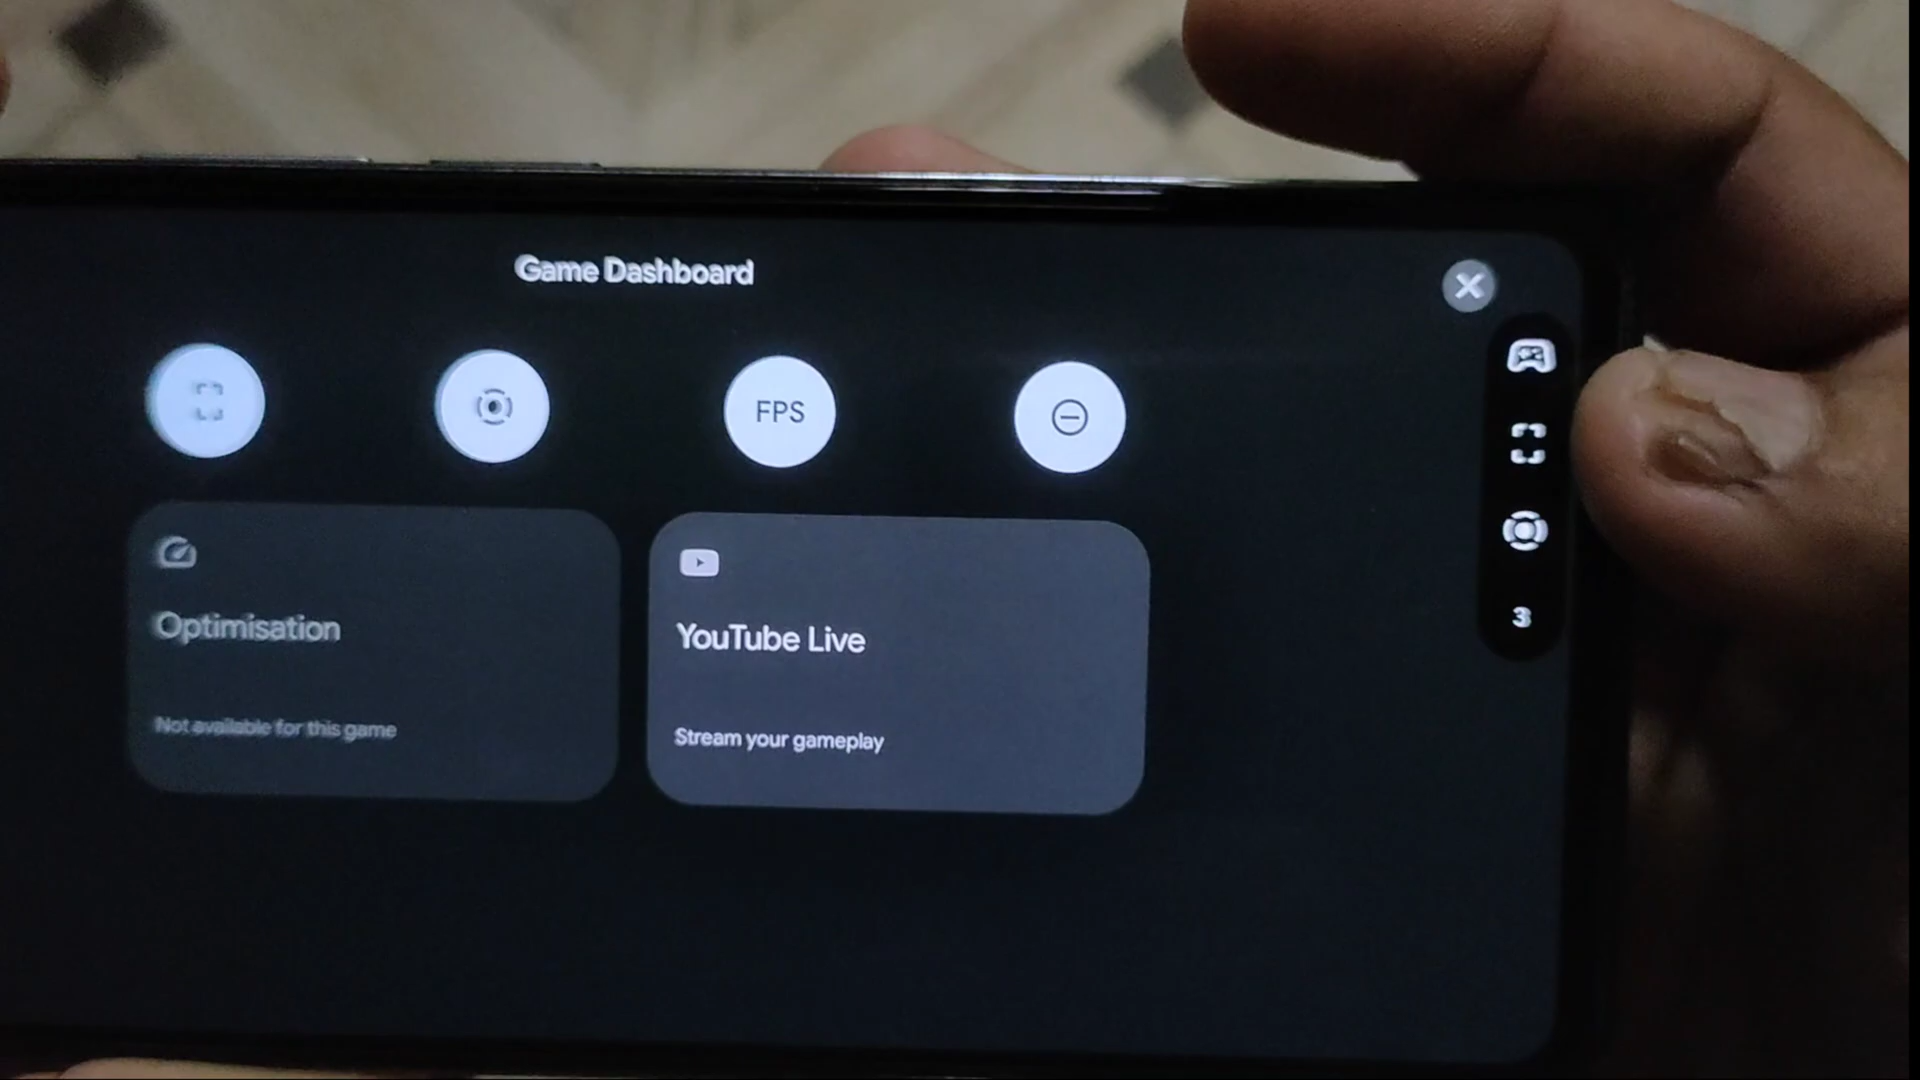 Game Dashboard
FPS
Optimisation
Not available for this game
YouTube Live
Stream your gameplay
3